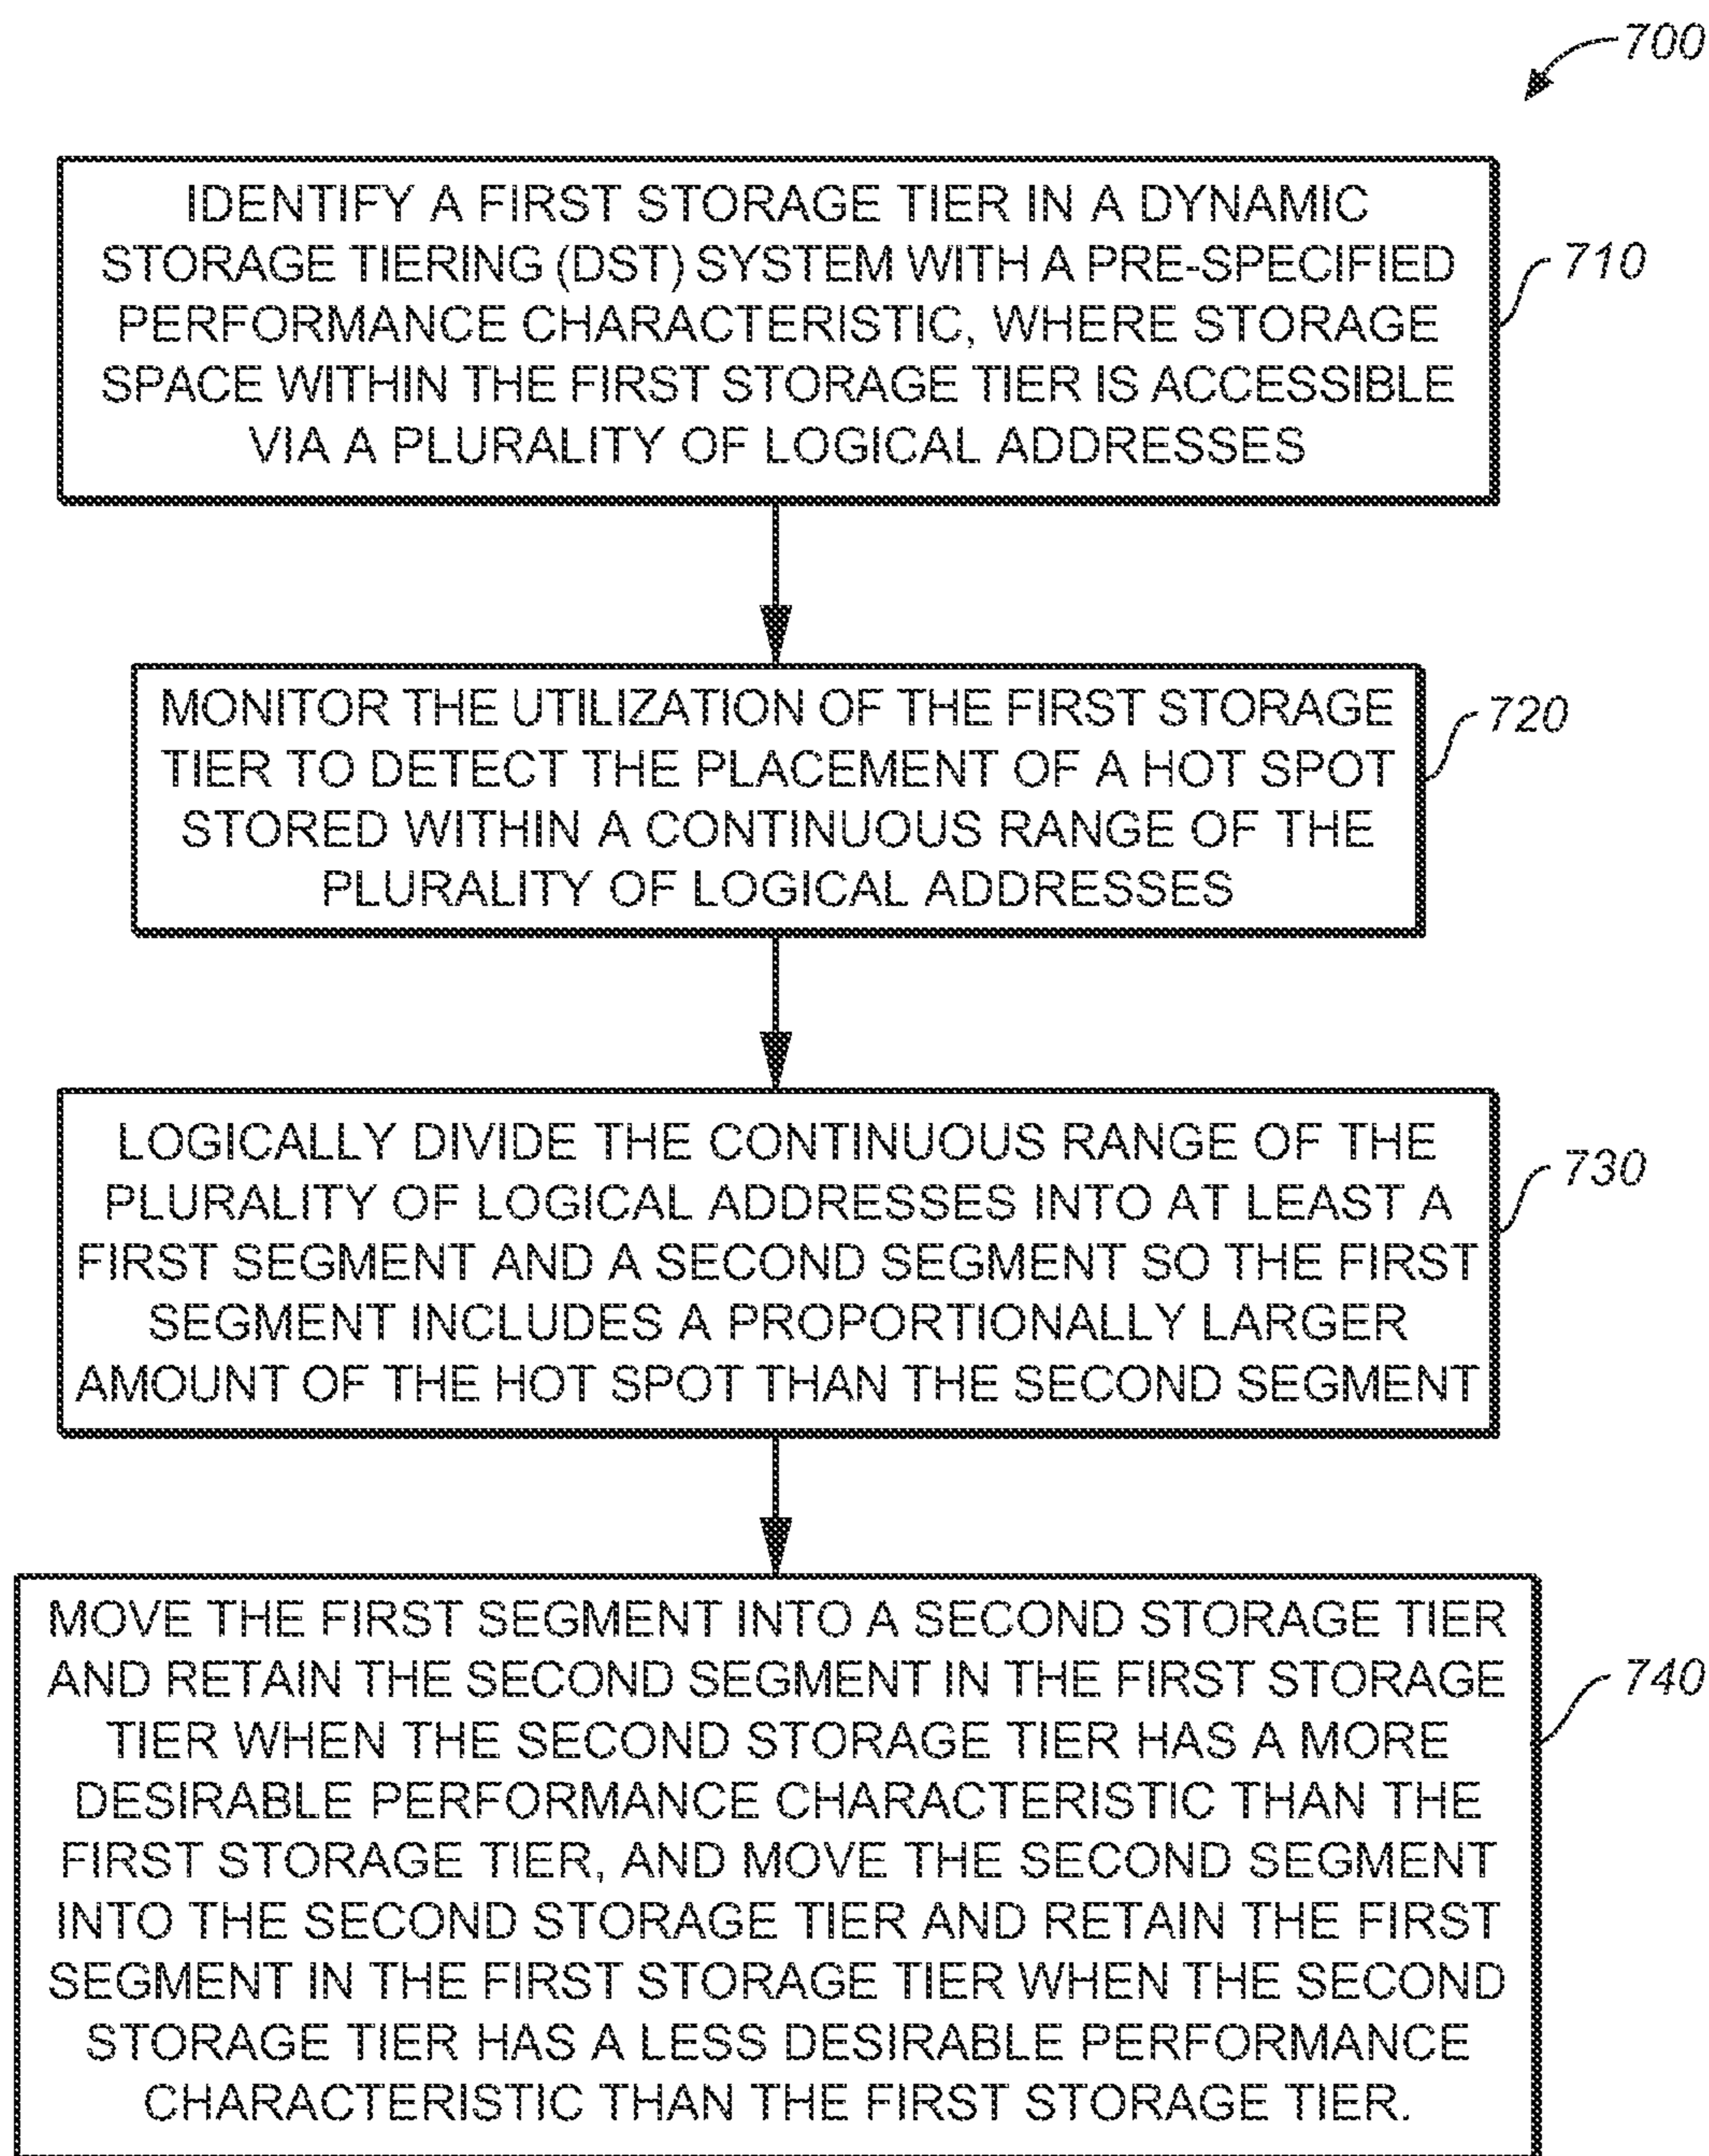 700
IDENTIFY A FIRST STORAGE TIER IN A DYNAMIC
STORAGE TIERING (DST) SYSTEM WITH A PRE-SPECIFIED
PERFORMANCE CHARACTERISTIC, WHERE STORAGE
SPACE WITHIN THE FIRST STORAGE TIER IS ACCESSIBLE
VIA A PLURALITY OF LOGICAL ADDRESSES
710
MONITOR THE UTILIZATION OF THE FIRST STORAGE
TIER TO DETECT THE PLACEMENT OF A HOT SPOT
STORED WITHIN A CONTINUOUS RANGE OF THE
PLURALITY OF LOGICAL ADDRESSES
720
LOGICALLY DIVIDE THE CONTINUOUS RANGE OF THE
PLURALITY OF LOGICAL ADDRESSES INTO AT LEAST A
FIRST SEGMENT AND A SECOND SEGMENT SO THE FIRST
SEGMENT INCLUDES A PROPORTIONALLY LARGER
AMOUNT OF THE HOT SPOT THAN THE SECOND SEGMENT
730
MOVE THE FIRST SEGMENT INTO A SECOND STORAGE TIER
AND RETAIN THE SECOND SEGMENT IN THE FIRST STORAGE
TIER WHEN THE SECOND STORAGE TIER HAS A MORE
DESIRABLE PERFORMANCE CHARACTERISTIC THAN THE
FIRST STORAGE TIER, AND MOVE THE SECOND SEGMENT
INTO THE SECOND STORAGE TIER AND RETAIN THE FIRST
SEGMENT IN THE FIRST STORAGE TIER WHEN THE SECOND
STORAGE TIER HAS A LESS DESIRABLE PERFORMANCE
CHARACTERISTIC THAN THE FIRST STORAGE TIER.
740